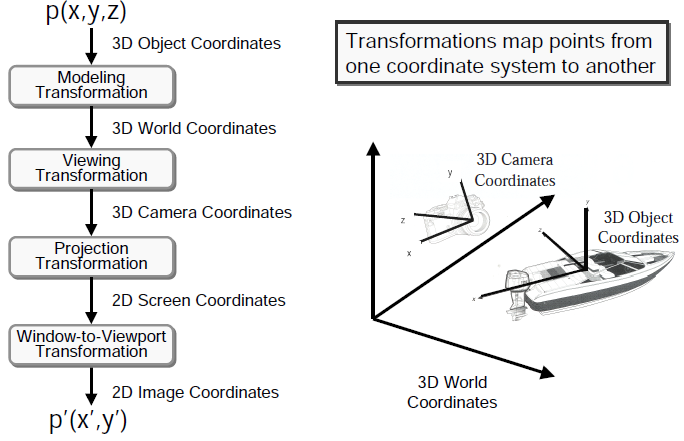 p(x,y,z)
3D Object Coordinates
Modeling
Transformation
3D World Coordinates
Viewing
Transformation
3D Camera Coordinates
Projection
Transformation
2D Screen Coordinates
Window-to-Viewport
Transformation
2D Image Coordinates
p′(x′,y′)
Transformations map points from
one coordinate system to another
3D Camera
Coordinates
y
z
x
3D Object
Coordinates
y
z
x
3D World
Coordinates